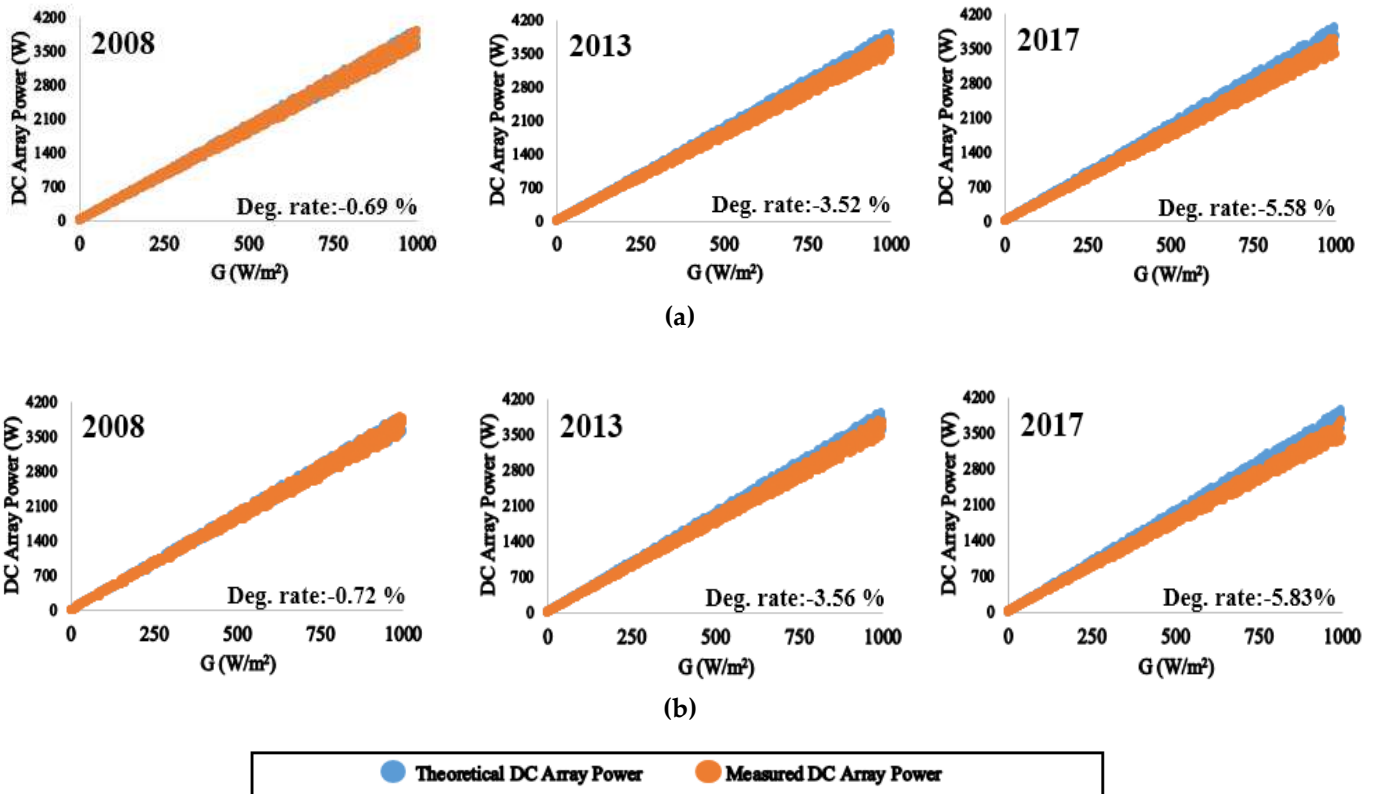 4200
3500
2800
2100
1400
700
0
DC Array Power (W)
2008
Deg. rate:-0.69 %
0 250 500 750 1000
G (W/m²)
4200
3500
2800
2100
1400
700
0
DC Array Power (W)
2013
Deg. rate:-3.52 %
0 250 500 750 1000
G (W/m²)
4200
3500
2800
2100
1400
700
0
DC Array Power (W)
2017
Deg. rate:-5.58 %
0 250 500 750 1000
G (W/m²)
(a)
4200
3500
2800
2100
1400
700
0
DC Array Power (W)
2008
Deg. rate:-0.72 %
0 250 500 750 1000
G (W/m²)
4200
3500
2800
2100
1400
700
0
DC Array Power (W)
2013
Deg. rate:-3.56 %
0 250 500 750 1000
G (W/m²)
4200
3500
2800
2100
1400
700
0
DC Array Power (W)
2017
Deg. rate:-5.83%
0 250 500 750 1000
G (W/m²)
(b)
Theoretical DC Array Power Measured DC Array Power